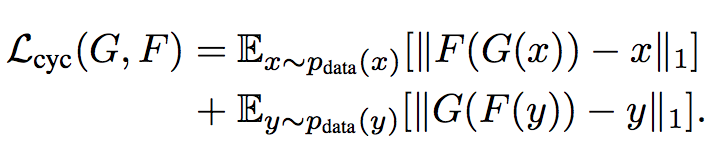 ℒ_cyc(G, F) = 𝔼_{x∼p_data(x)}[‖F(G(x)) − x‖₁]
+ 𝔼_{y∼p_data(y)}[‖G(F(y)) − y‖₁].